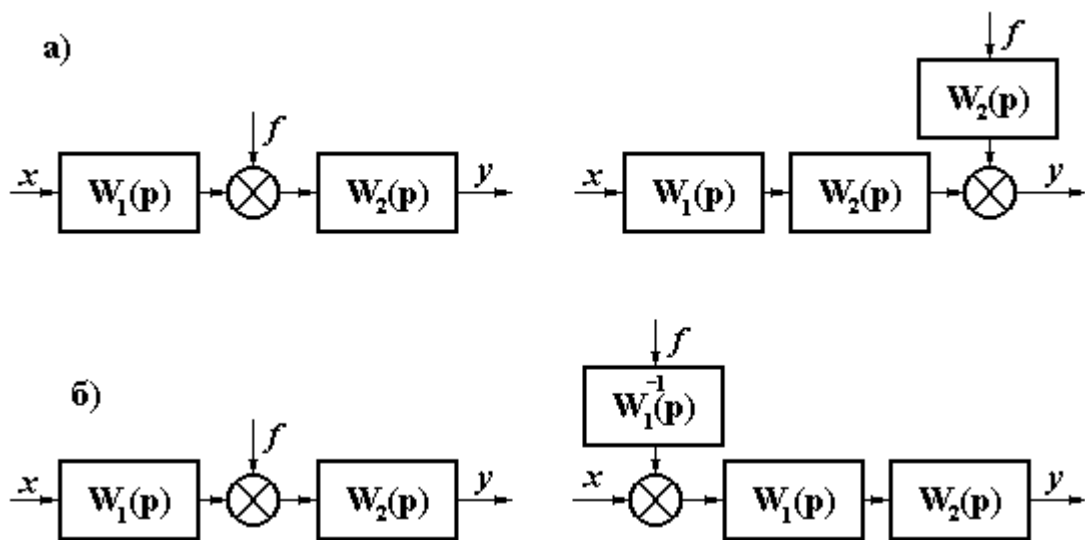 а)
f
W₂(p)
x W₁(p) f W₂(p) y
x W₁(p) W₂(p) y
f
W₁⁻¹(p)
б)
x W₁(p) f W₂(p) y
x W₁(p) W₂(p) y